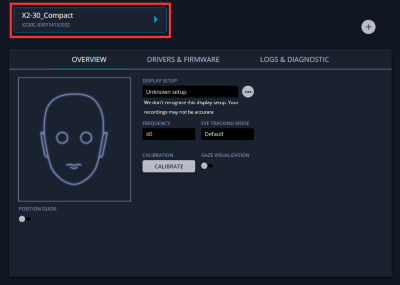 X2-30_Compact
X230C-030114132032
OVERVIEW
DRIVERS & FIRMWARE
LOGS & DIAGNOSTIC
DISPLAY SETUP
Unknown setup
We don't recognise this display setup. Your
recordings may not be accurate
FREQUENCY
EYE TRACKING MODE
40
Default
CALIBRATION
GAZE VISUALIZATION
CALIBRATE
POSITION GUIDE